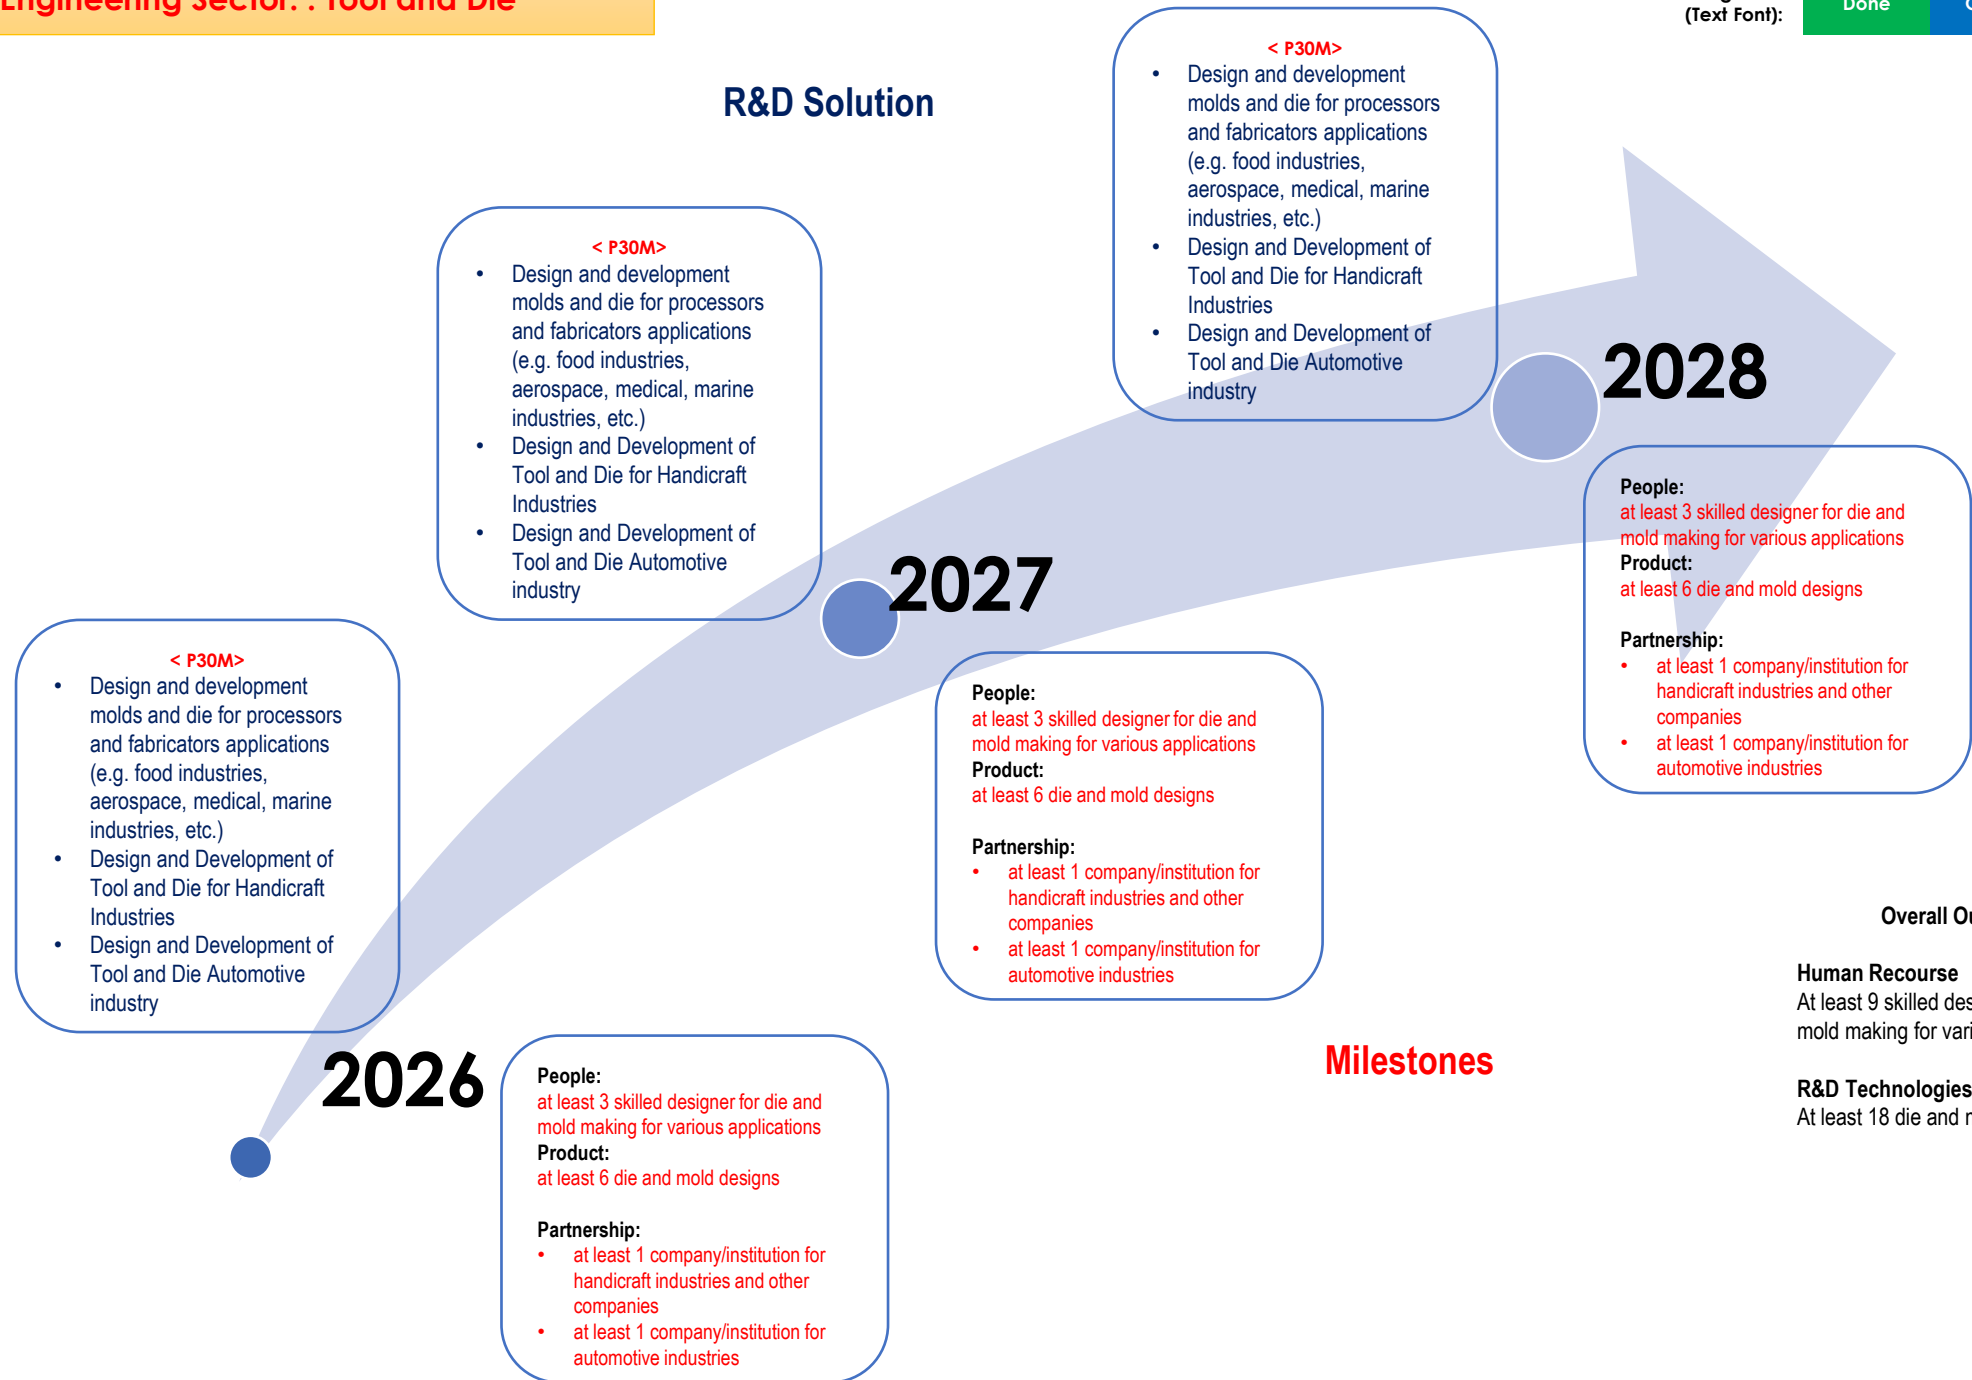 Engineering Sector: : Tool and Die
(Text Font):
Done
R&D Solution
< P30M>
• Design and development
molds and die for processors
and fabricators applications
(e.g. food industries,
aerospace, medical, marine
industries, etc.)
• Design and Development of
Tool and Die for Handicraft
Industries
• Design and Development of
Tool and Die Automotive
industry
2028
People:
at least 3 skilled designer for die and
mold making for various applications
Product:
at least 6 die and mold designs
Partnership:
• at least 1 company/institution for
handicraft industries and other
companies
• at least 1 company/institution for
automotive industries
< P30M>
• Design and development
molds and die for processors
and fabricators applications
(e.g. food industries,
aerospace, medical, marine
industries, etc.)
• Design and Development of
Tool and Die for Handicraft
Industries
• Design and Development of
Tool and Die Automotive
industry
2027
People:
at least 3 skilled designer for die and
mold making for various applications
Product:
at least 6 die and mold designs
Partnership:
• at least 1 company/institution for
handicraft industries and other
companies
• at least 1 company/institution for
automotive industries
< P30M>
• Design and development
molds and die for processors
and fabricators applications
(e.g. food industries,
aerospace, medical, marine
industries, etc.)
• Design and Development of
Tool and Die for Handicraft
Industries
• Design and Development of
Tool and Die Automotive
industry
2026
People:
at least 3 skilled designer for die and
mold making for various applications
Product:
at least 6 die and mold designs
Partnership:
• at least 1 company/institution for
handicraft industries and other
companies
• at least 1 company/institution for
automotive industries
Milestones
Overall
Human Recourse
At least 9 skilled
mold making for
R&D Technologies
At least 18 die and